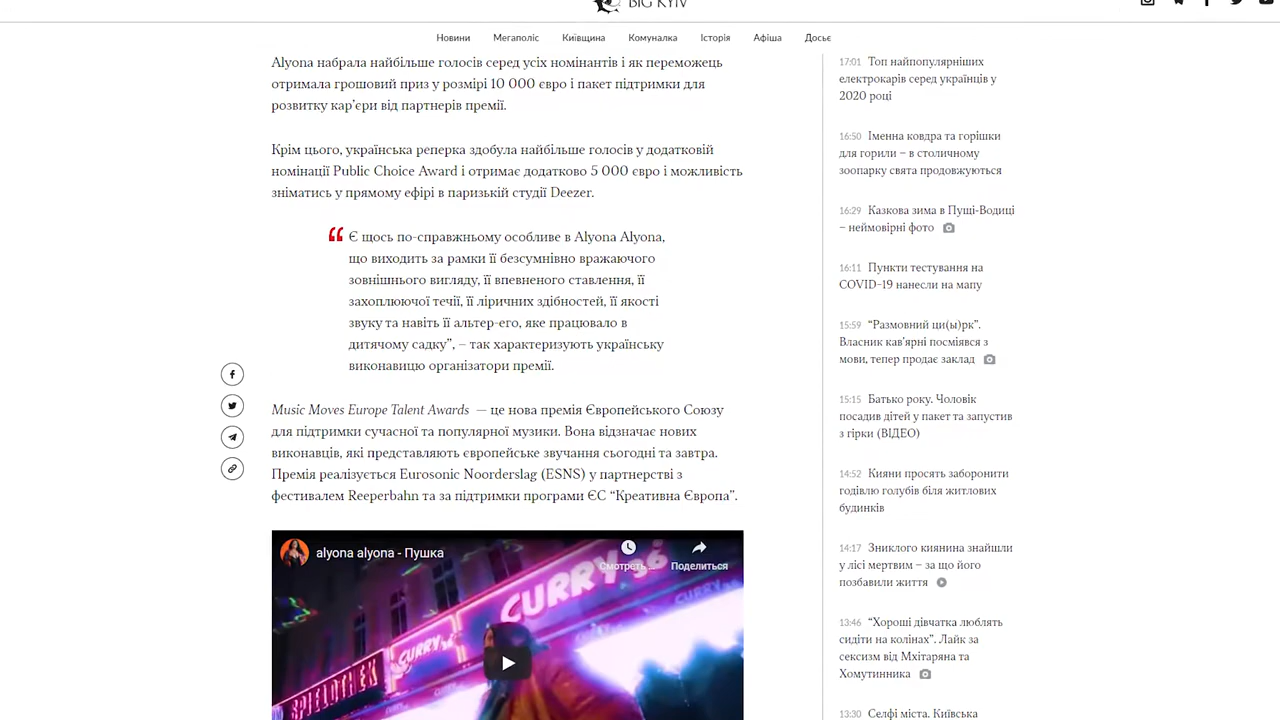 BIG KYIV
Новини Мегаполіс Київщина Комуналка Історія Афіша Досьє
Alyona набрала найбільше голосів серед усіх номінантів і як переможець
отримала грошовий приз у розмірі 10 000 євро і пакет підтримки для
розвитку кар’єри від партнерів премії.
Крім цього, українська реперка здобула найбільше голосів у додатковій
номінації Public Choice Award і отримає додатково 5 000 євро і можливість
зніматись у прямому ефірі в паризькій студії Deezer.
“ Є щось по-справжньому особливе в Alyona Alyona,
що виходить за рамки її безсумнівно вражаючого
зовнішнього вигляду, її впевненого ставлення, її
захоплюючої течії, її ліричних здібностей, її якості
звуку та навіть її альтер-его, яке працювало в
дитячому садку”, – так характеризують українську
виконавицю організатори премії.
Music Moves Europe Talent Awards — це нова премія Європейського Союзу
для підтримки сучасної та популярної музики. Вона відзначає нових
виконавців, які представляють європейське звучання сьогодні та завтра.
Премія реалізується Eurosonic Noorderslag (ESNS) у партнерстві з
фестивалем Reeperbahn та за підтримки програми ЄС “Креативна Європа”.
alyona alyona - Пушка
Смотреть ...
Поделиться
CURRY 36
CURRY
SPIELOTHEK
17:01 Топ найпопулярніших
електрокарів серед українців у
2020 році
16:50 Іменна ковдра та горішки
для горили – в столичному
зоопарку свята продовжуються
16:29 Казкова зима в Пущі-Водиці
– неймовірні фото
16:11 Пункти тестування на
COVID-19 нанесли на мапу
15:59 “Размовний ци(ы)рк”.
Власник кав’ярні посміявся з
мови, тепер продає заклад
15:15 Батько року. Чоловік
посадив дітей у пакет та запустив
з гірки (ВІДЕО)
14:52 Кияни просять заборонити
годівлю голубів біля житлових
будинків
14:17 Зниклого киянина знайшли
у лісі мертвим – за що його
позбавили життя
13:46 “Хороші дівчатка люблять
сидіти на колінах”. Лайк за
сексизм від Мхітаряна та
Хомутинника
13:30 Селфі міста. Київська